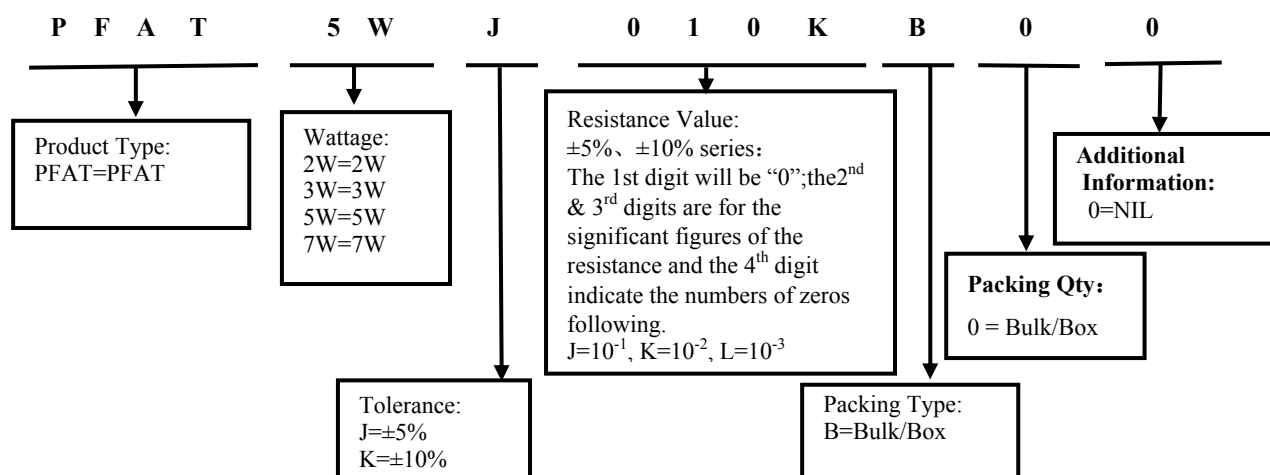 P F A T 5 W J 0 1 0 K B 0 0
Product Type:
PFAT=PFAT
Wattage:
2W=2W
3W=3W
5W=5W
7W=7W
Resistance Value:
±5%、±10% series：
The 1st digit will be “0”;the2nd
& 3rd digits are for the
significant figures of the
resistance and the 4th digit
indicate the numbers of zeros
following.
J=10-1, K=10-2, L=10-3
Additional
Information:
0=NIL
Packing Qty：
0 = Bulk/Box
Tolerance:
J=±5%
K=±10%
Packing Type:
B=Bulk/Box